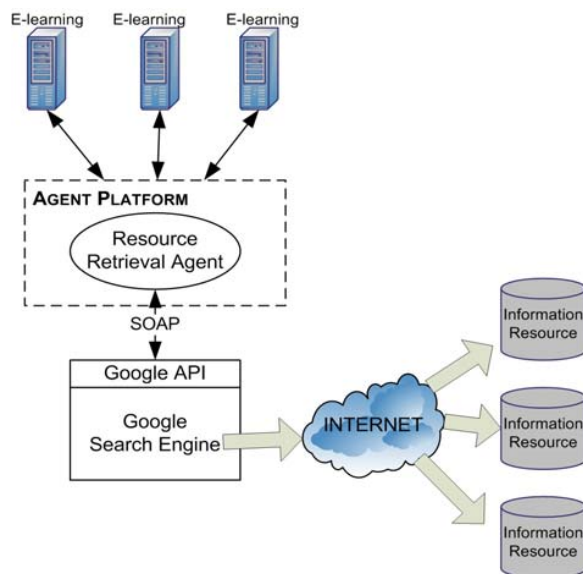 E-learning
E-learning
E-learning
AGENT PLATFORM
Resource
Retrieval Agent
SOAP
Google API
Google
Search Engine
INTERNET
Information
Resource
Information
Resource
Information
Resource